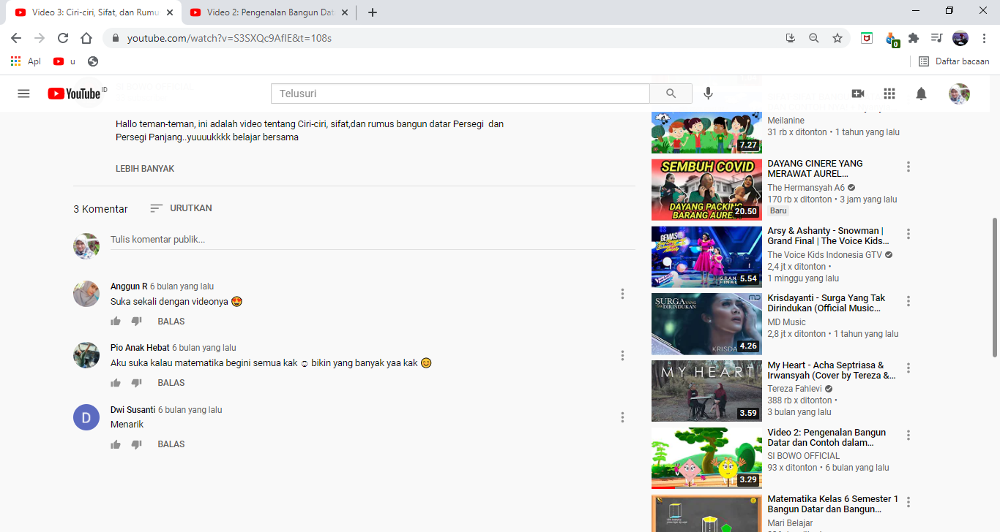 Video 3: Ciri-ciri, Sifat, dan Rumu
Video 2: Pengenalan Bangun Dat
youtube.com/watch?v=S3SXQc9AfIE&t=108s
0
Apl
u
Daftar bacaan
YouTube ID
Telusuri
Hallo teman-teman, ini adalah video tentang Ciri-ciri, sifat,dan rumus bangun datar Persegi dan
Persegi Panjang..yuuuukkkk belajar bersama
LEBIH BANYAK
3 Komentar
URUTKAN
Tulis komentar publik...
Anggun R 6 bulan yang lalu
Suka sekali dengan videonya 😍
BALAS
Pio Anak Hebat 6 bulan yang lalu
Aku suka kalau matematika begini semua kak ☺ bikin yang banyak yaa kak 😊
BALAS
D
Dwi Susanti 6 bulan yang lalu
Menarik
BALAS
7.27
Meilanine
31 rb x ditonton • 1 tahun yang lalu
SEMBUH COVID
DAYANG PACKING
BARANG AUREL
20.50
DAYANG CINERE YANG
MERAWAT AUREL...
The Hermansyah A6
170 rb x ditonton • 3 jam yang lalu
Baru
GEMAS!!
GRAND
FINAL
5.54
Arsy & Ashanty - Snowman |
Grand Final | The Voice Kids...
The Voice Kids Indonesia GTV
2,4 jt x ditonton •
1 minggu yang lalu
SURGA YANG
TAK DIRINDUKAN
MD
KRISDA
4.26
Krisdayanti - Surga Yang Tak
Dirindukan (Official Music...
MD Music
2,8 jt x ditonton • 1 tahun yang lalu
MY HEART
3.59
My Heart - Acha Septriasa &
Irwansyah (Cover by Tereza &...
Tereza Fahlevi
388 rb x ditonton •
3 bulan yang lalu
3.29
Video 2: Pengenalan Bangun
Datar dan Contoh dalam...
SI BOWO OFFICIAL
93 x ditonton • 6 bulan yang lalu
Matematika Kelas 6 Semester 1
Bangun Datar dan Bangun...
Mari Belajar